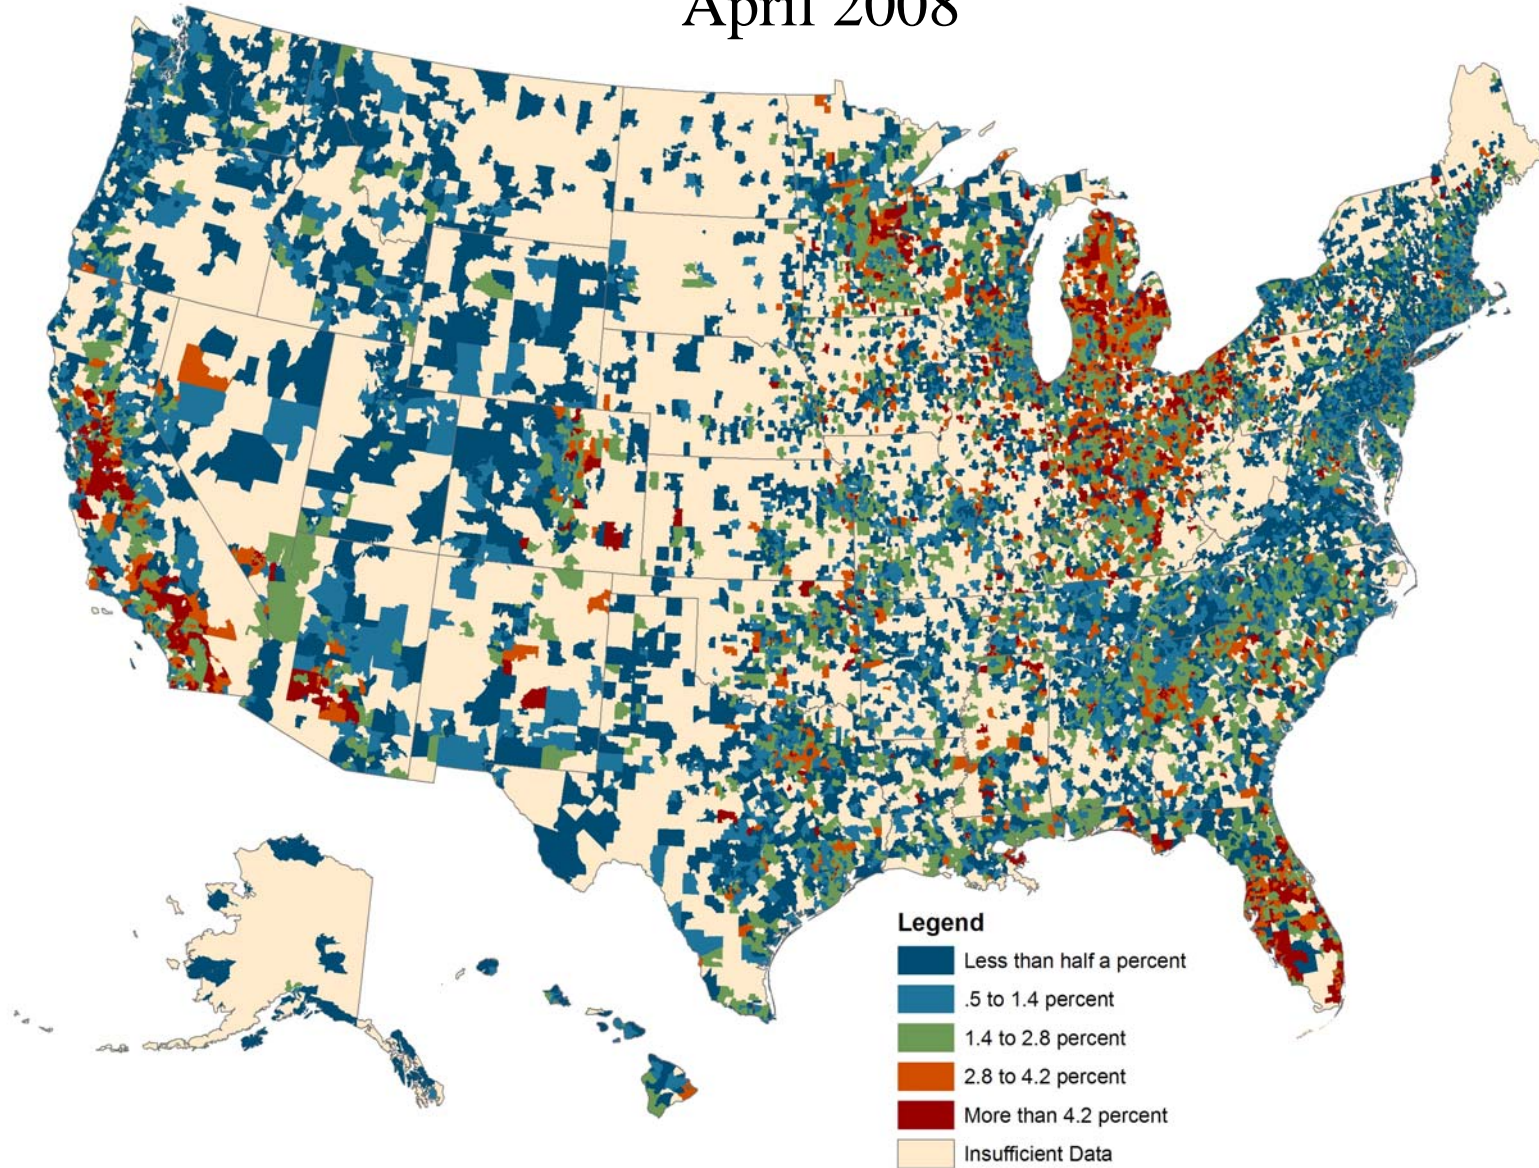 April 2008
Legend
Less than half a percent
.5 to 1.4 percent
1.4 to 2.8 percent
2.8 to 4.2 percent
More than 4.2 percent
Insufficient Data